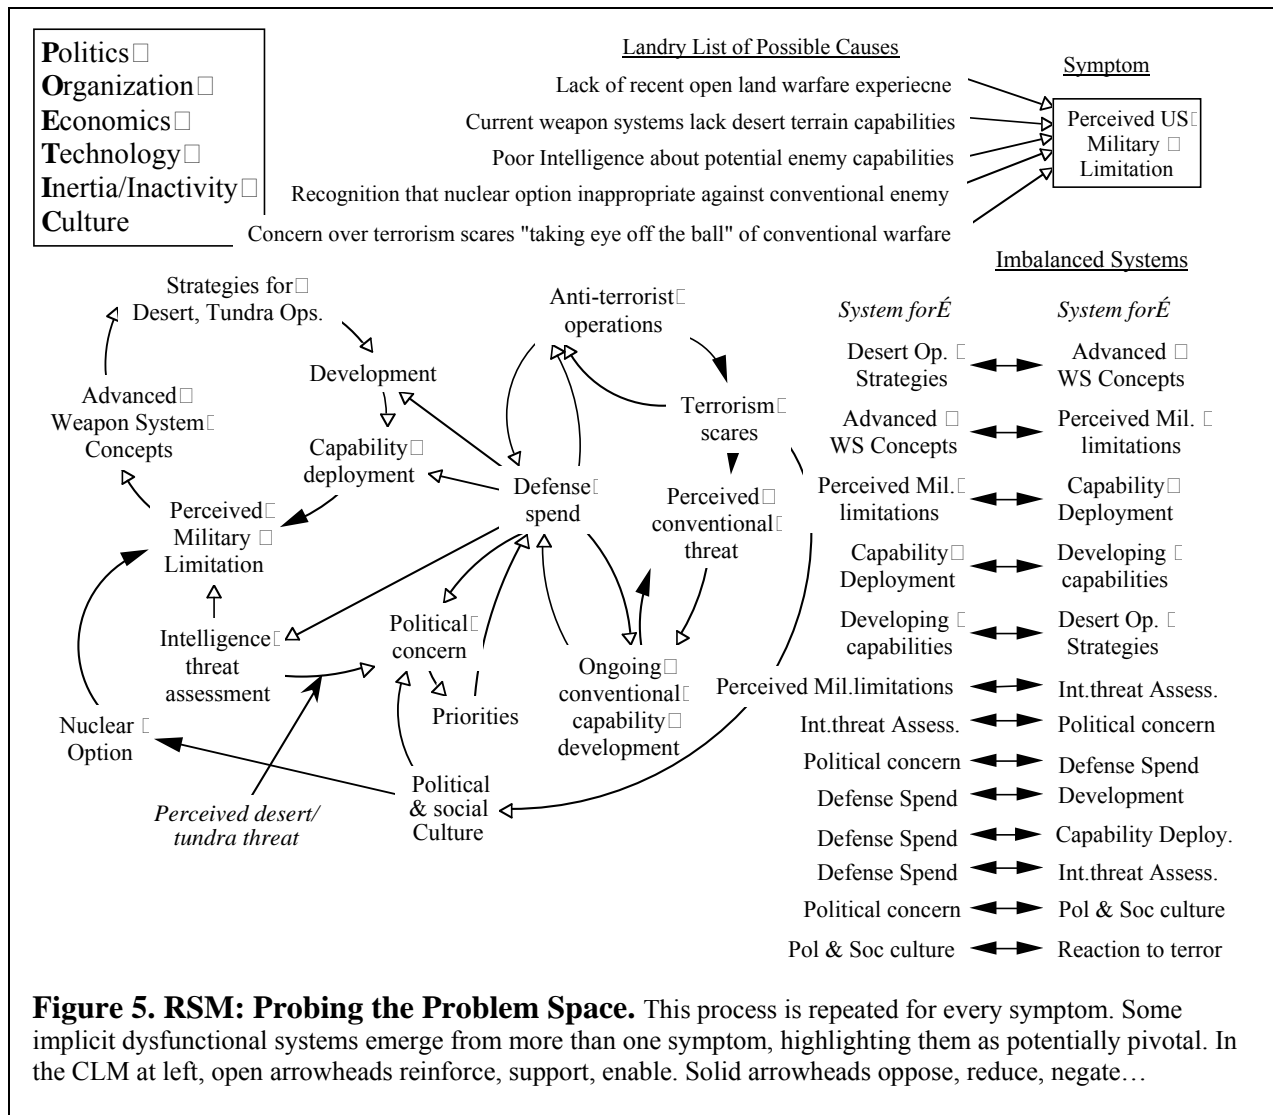 Politics□
Organization□
Economics□
Technology□
Inertia/Inactivity□
Culture
Landry List of Possible Causes
Lack of recent open land warfare experiecne
Current weapon systems lack desert terrain capabilities
Poor Intelligence about potential enemy capabilities
Recognition that nuclear option inappropriate against conventional enemy
Concern over terrorism scares "taking eye off the ball" of conventional warfare
Symptom
Perceived US□
Military □
Limitation
Strategies for□
Desert, Tundra Ops.
Development
Advanced□
Weapon System□
Concepts
Capability□
deployment
Perceived□
Military □
Limitation
Intelligence□
threat
assessment
Nuclear □
Option
Perceived desert/
tundra threat
Political□
concern
Priorities
Political
& social
Culture
Anti-terrorist□
operations
Terrorism□
scares
Defense□
spend
Perceived□
conventional□
threat
Ongoing□
conventional□
capability□
development
Imbalanced Systems
System forÉ System forÉ
Desert Op. □ Advanced □
Strategies WS Concepts
Advanced □ Perceived Mil. □
WS Concepts limitations
Perceived Mil.□ Capability□
limitations Deployment
Capability□ Developing □
Deployment capabilities
Developing □ Desert Op. □
capabilities Strategies
Perceived Mil.limitations Int.threat Assess.
Int.threat Assess. Political concern
Political concern Defense Spend
Defense Spend Development
Defense Spend Capability Deploy.
Defense Spend Int.threat Assess.
Political concern Pol & Soc culture
Pol & Soc culture Reaction to terror
Figure 5. RSM: Probing the Problem Space. This process is repeated for every symptom. Some
implicit dysfunctional systems emerge from more than one symptom, highlighting them as potentially pivotal. In
the CLM at left, open arrowheads reinforce, support, enable. Solid arrowheads oppose, reduce, negate…